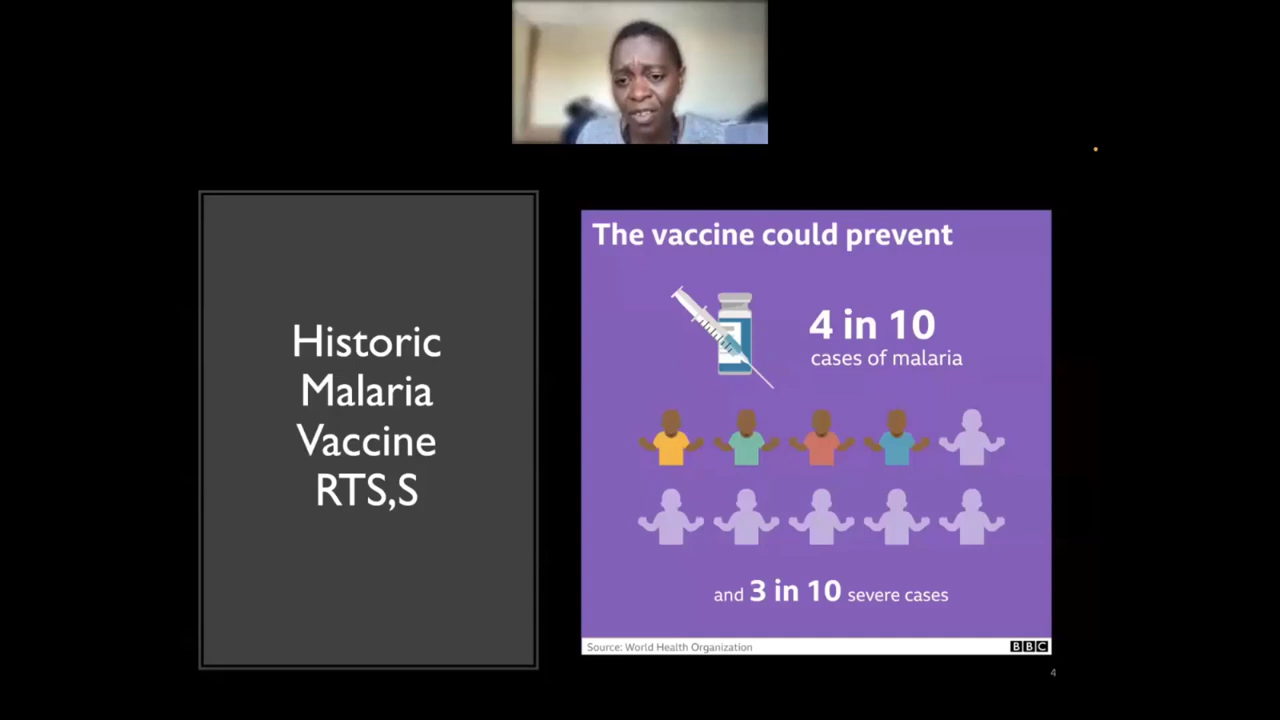 Historic
Malaria
Vaccine
RTS,S
The vaccine could prevent
4 in 10
cases of malaria
and 3 in 10 severe cases
Source: World Health Organization
BBC
4